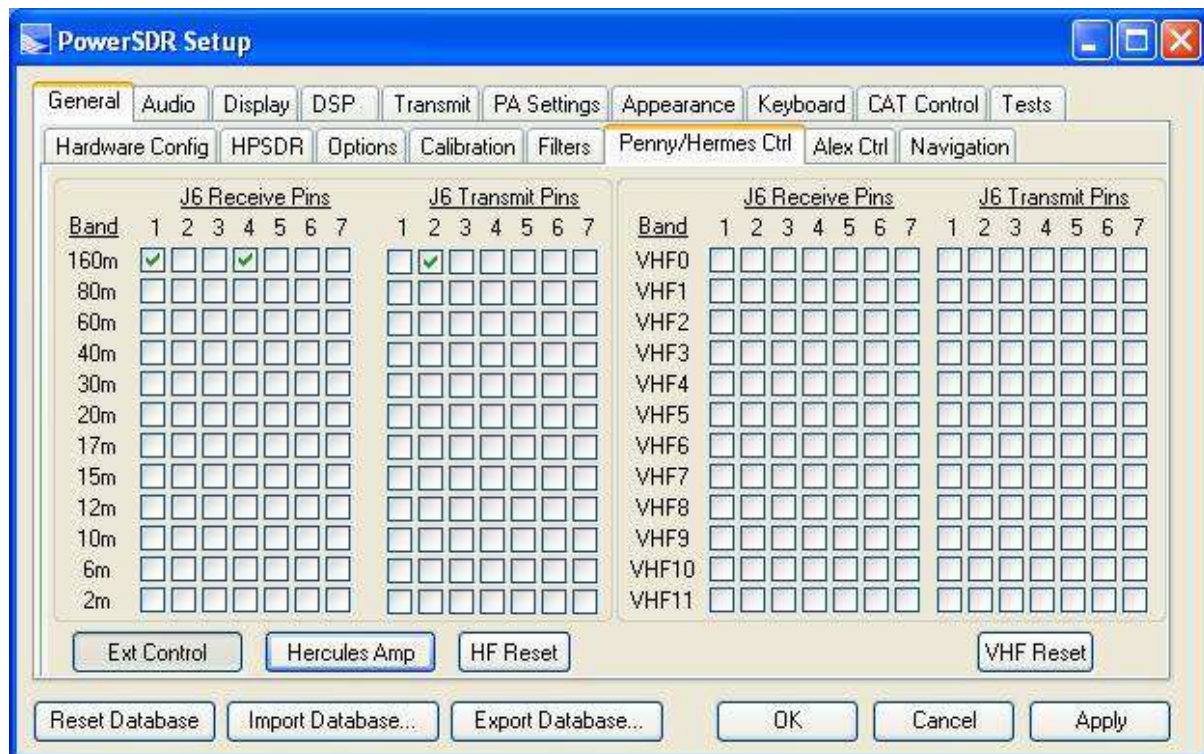 PowerSDR Setup
General Audio Display DSP Transmit PA Settings Appearance Keyboard CAT Control Tests
Hardware Config HPSDR Options Calibration Filters Penny/Hermes Ctrl Alex Ctrl Navigation
J6 Receive Pins J6 Transmit Pins J6 Receive Pins J6 Transmit Pins
Band 1 2 3 4 5 6 7 1 2 3 4 5 6 7 Band 1 2 3 4 5 6 7 1 2 3 4 5 6 7
160m VHF0
80m VHF1
60m VHF2
40m VHF3
30m VHF4
20m VHF5
17m VHF6
15m VHF7
12m VHF8
10m VHF9
6m VHF10
2m VHF11
Ext Control Hercules Amp HF Reset VHF Reset
Reset Database Import Database... Export Database... OK Cancel Apply